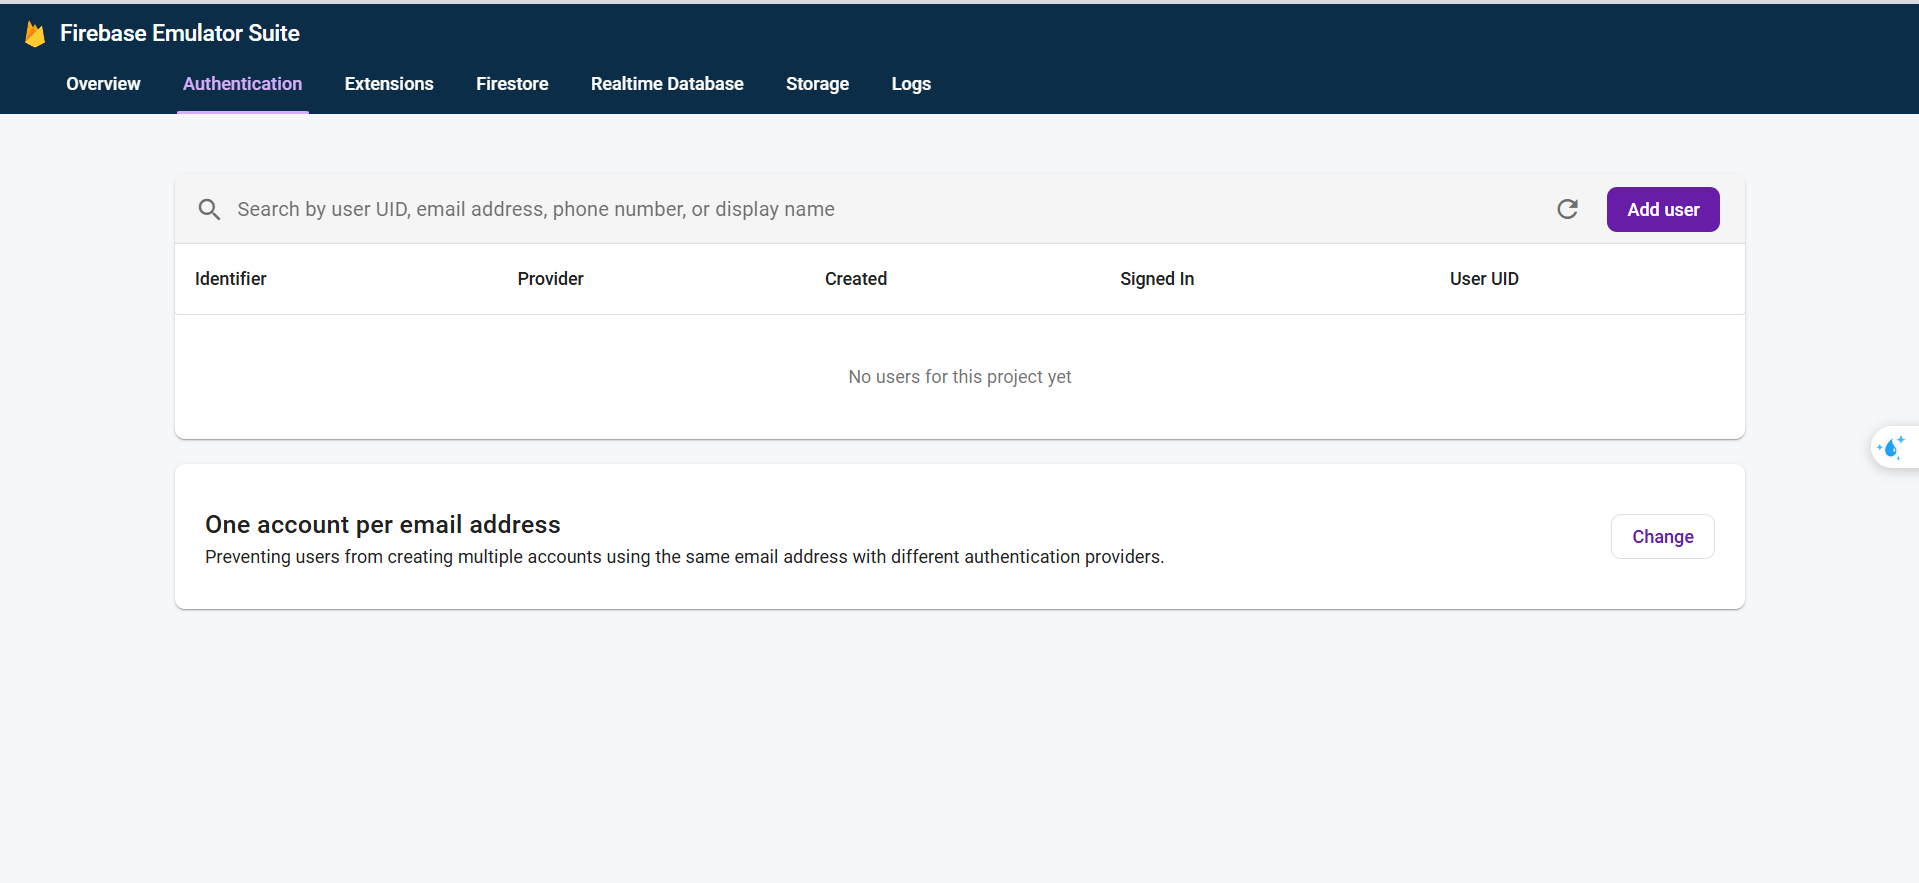 Firebase Emulator Suite
Overview Authentication Extensions Firestore Realtime Database Storage Logs
Search by user UID, email address, phone number, or display name Add user
Identifier Provider Created Signed In User UID
No users for this project yet
One account per email address
Preventing users from creating multiple accounts using the same email address with different authentication providers.
Change